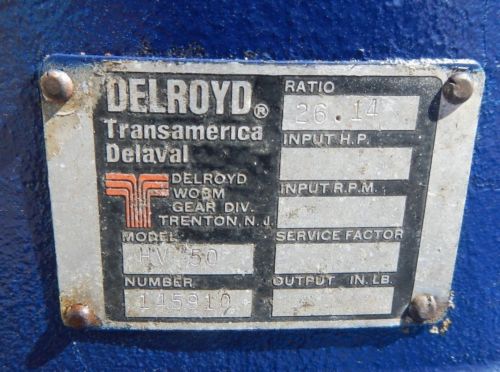 DELROYD®
Transamerica
Delaval
DELROYD
WORM
GEAR DIV.
TRENTON, N.J.
MODEL
HV 50
NUMBER
145910
RATIO
26.14
INPUT H.P.
INPUT R.P.M.
SERVICE FACTOR
OUTPUT IN. LB.